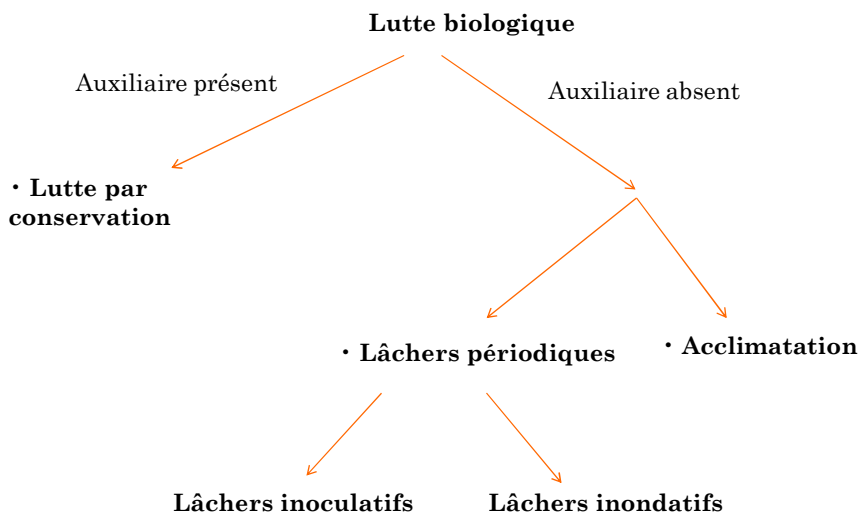 Lutte biologique
Auxiliaire présent
Auxiliaire absent
· Lutte par
conservation
· Lâchers périodiques
· Acclimatation
Lâchers inoculatifs
Lâchers inondatifs